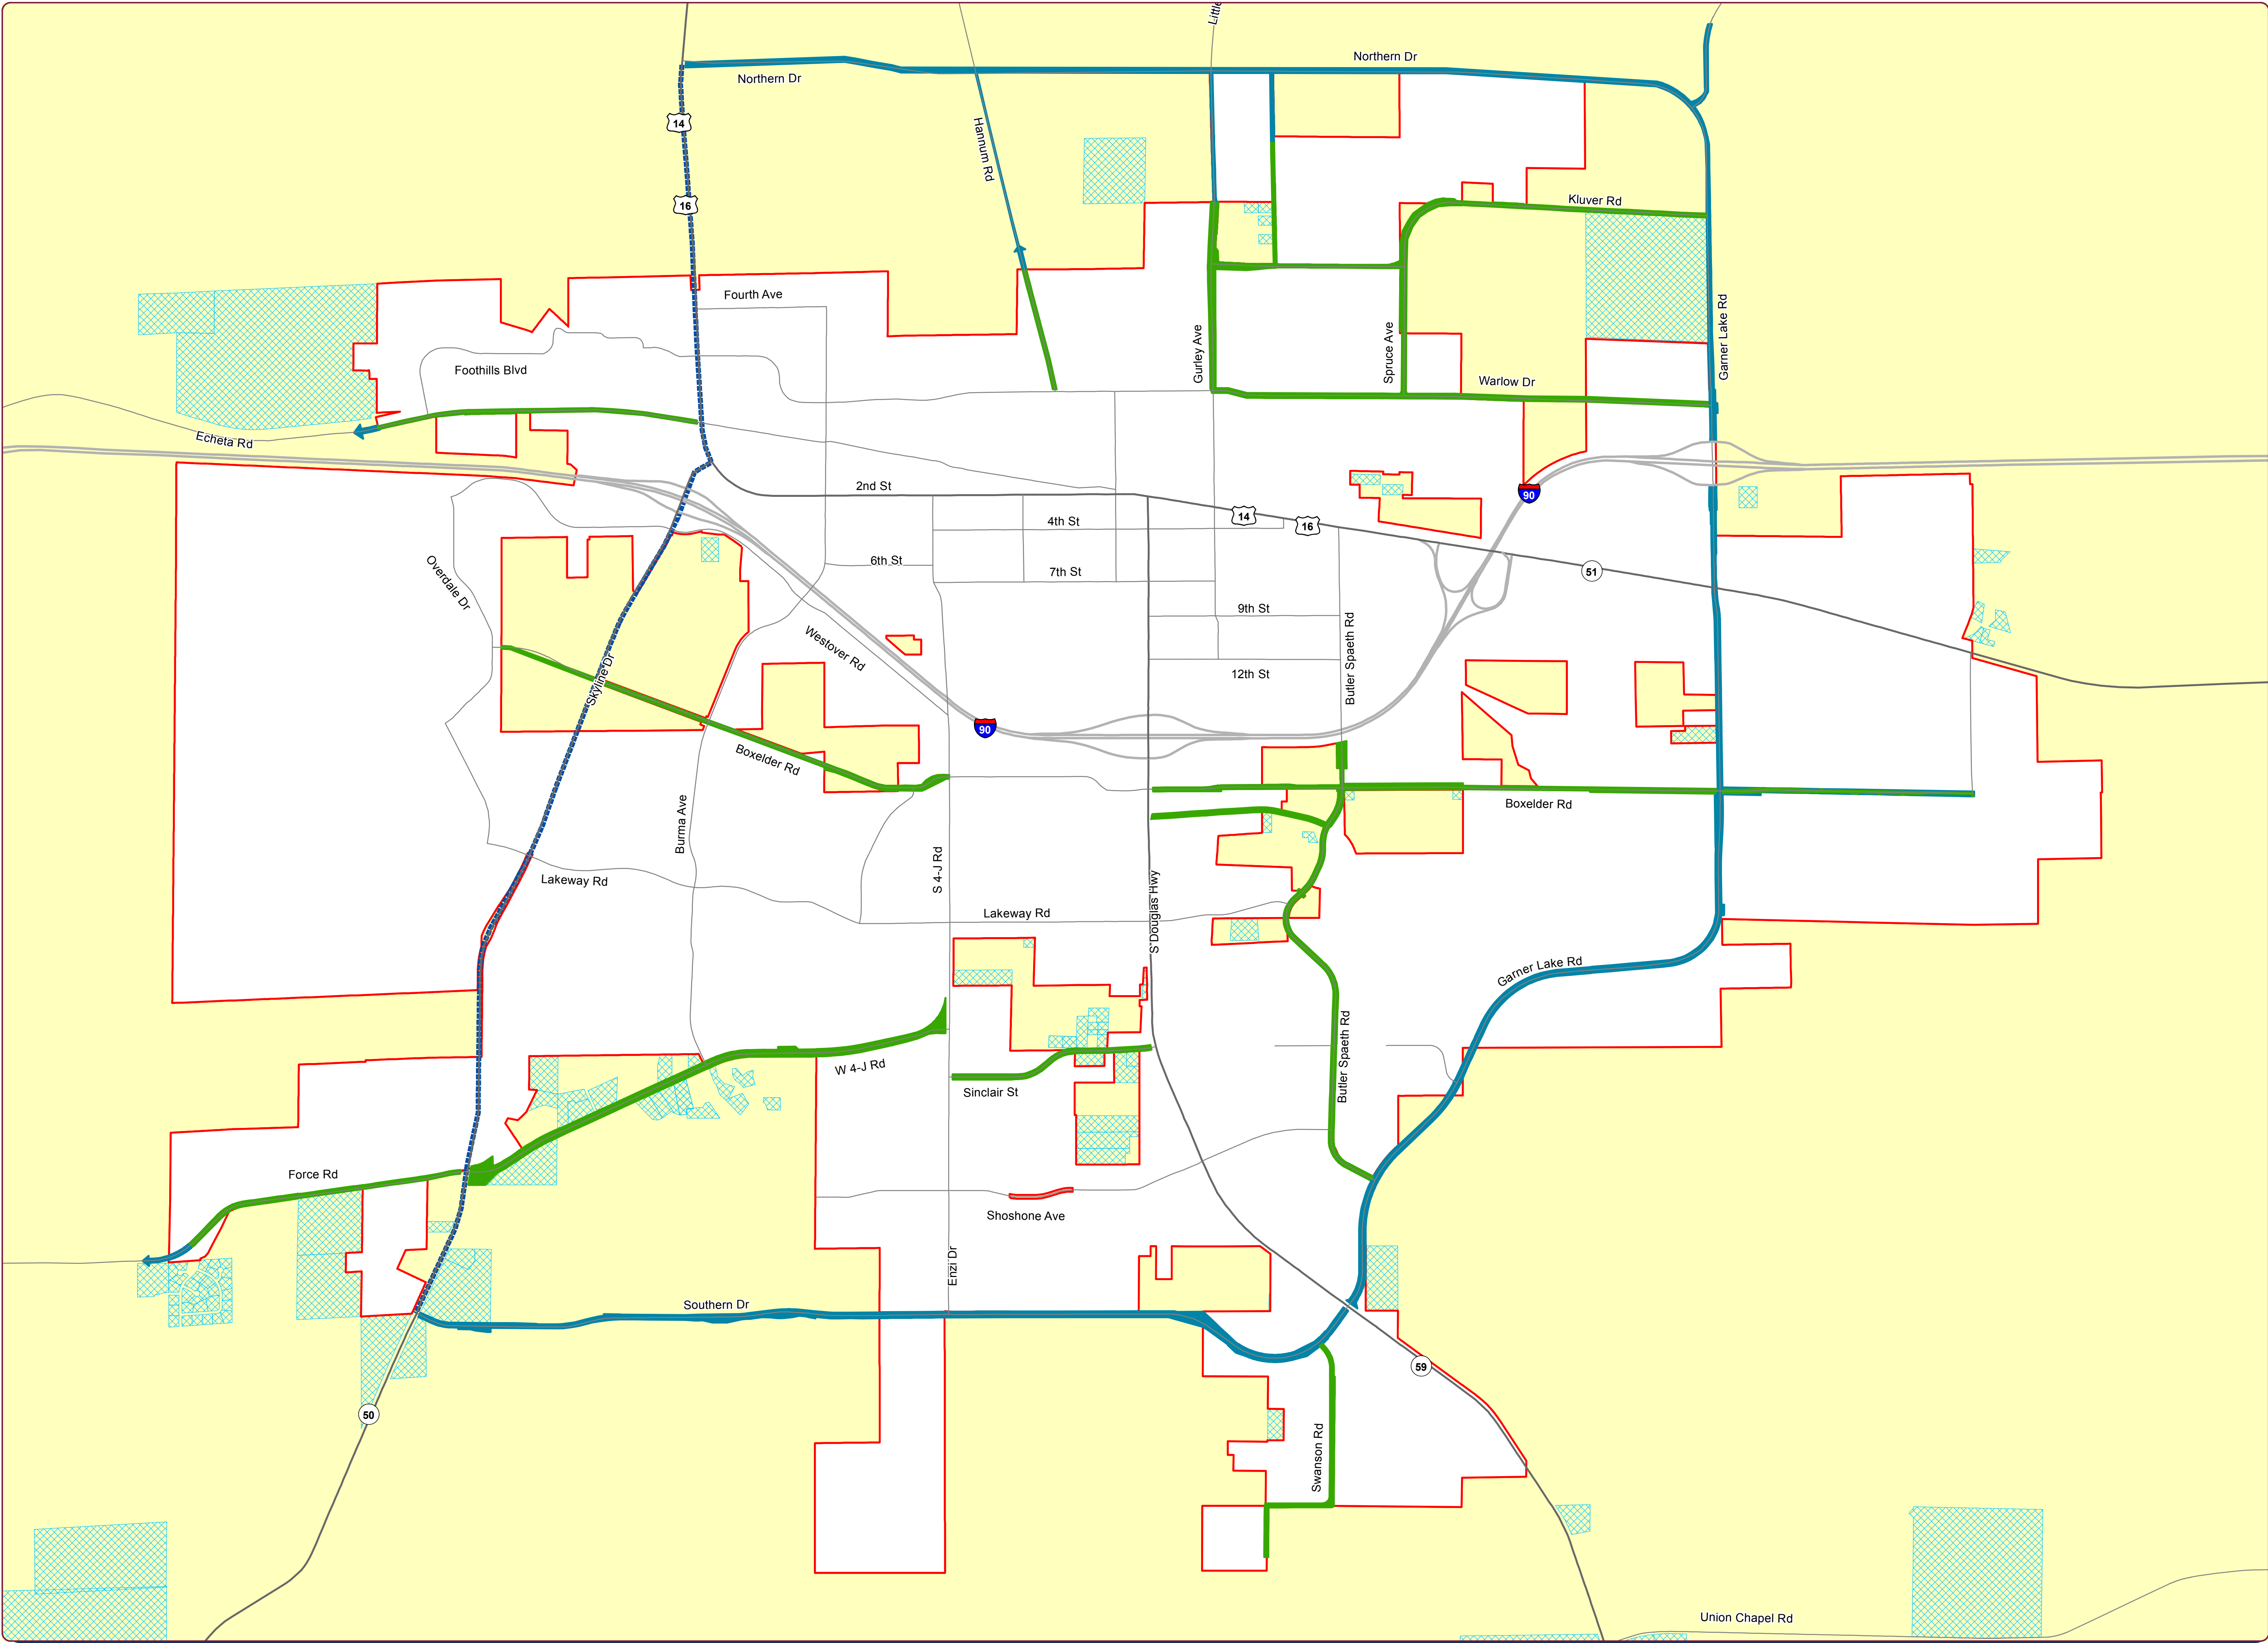 Little
Northern Dr
Northern Dr
14
Hannum Rd
16
Kluver Rd
Fourth Ave
Garner Lake Rd
Gurley Ave
Spruce Ave
Foothills Blvd
Warlow Dr
Echeta Rd
2nd St
90
14
16
4th St
6th St
7th St
51
Overdale Dr
9th St
Westover Rd
12th St
Butler Spaeth Rd
Skyline Dr
90
Boxelder Rd
Boxelder Rd
Burma Ave
S 4-J Rd
Lakeway Rd
S Douglas Hwy
Lakeway Rd
Garner Lake Rd
W 4-J Rd
Sinclair St
Butler Spaeth Rd
Force Rd
Shoshone Ave
Enzi Dr
Southern Dr
59
50
Swanson Rd
Union Chapel Rd